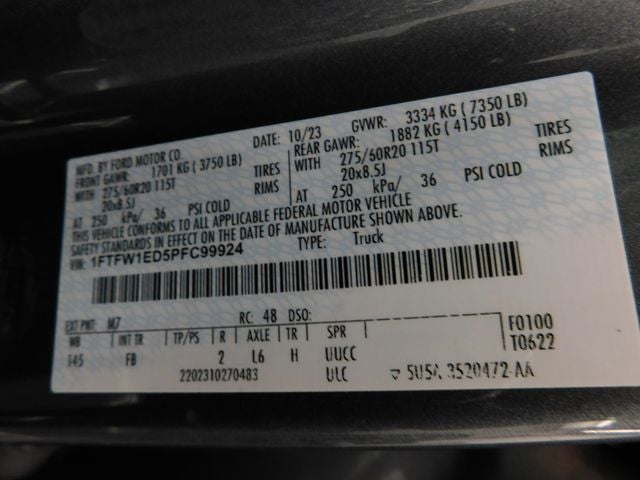 MFD. BY FORD MOTOR CO. DATE: 10/23 GVWR: 3334 KG ( 7350 LB)
FRONT GAWR: 1701 KG ( 3750 LB) REAR GAWR: 1882 KG ( 4150 LB)
WITH 275/60R20 115T TIRES WITH 275/60R20 115T TIRES
20x8.5J RIMS 20x8.5J RIMS
AT 250 kPa/ 36 PSI COLD AT 250 kPa/ 36 PSI COLD
THIS VEHICLE CONFORMS TO ALL APPLICABLE FEDERAL MOTOR VEHICLE
SAFETY STANDARDS IN EFFECT ON THE DATE OF MANUFACTURE SHOWN ABOVE.
VIN: 1FTFW1ED5PFC99924 TYPE: Truck
EXT PNT: M7 RC: 48 DSO: F0100
WB INT TR TP/PS R AXLE TR SPR T0622
145 FB 2 L6 H UUCC
2202310270483 ULC 5U5A 3520472 AA